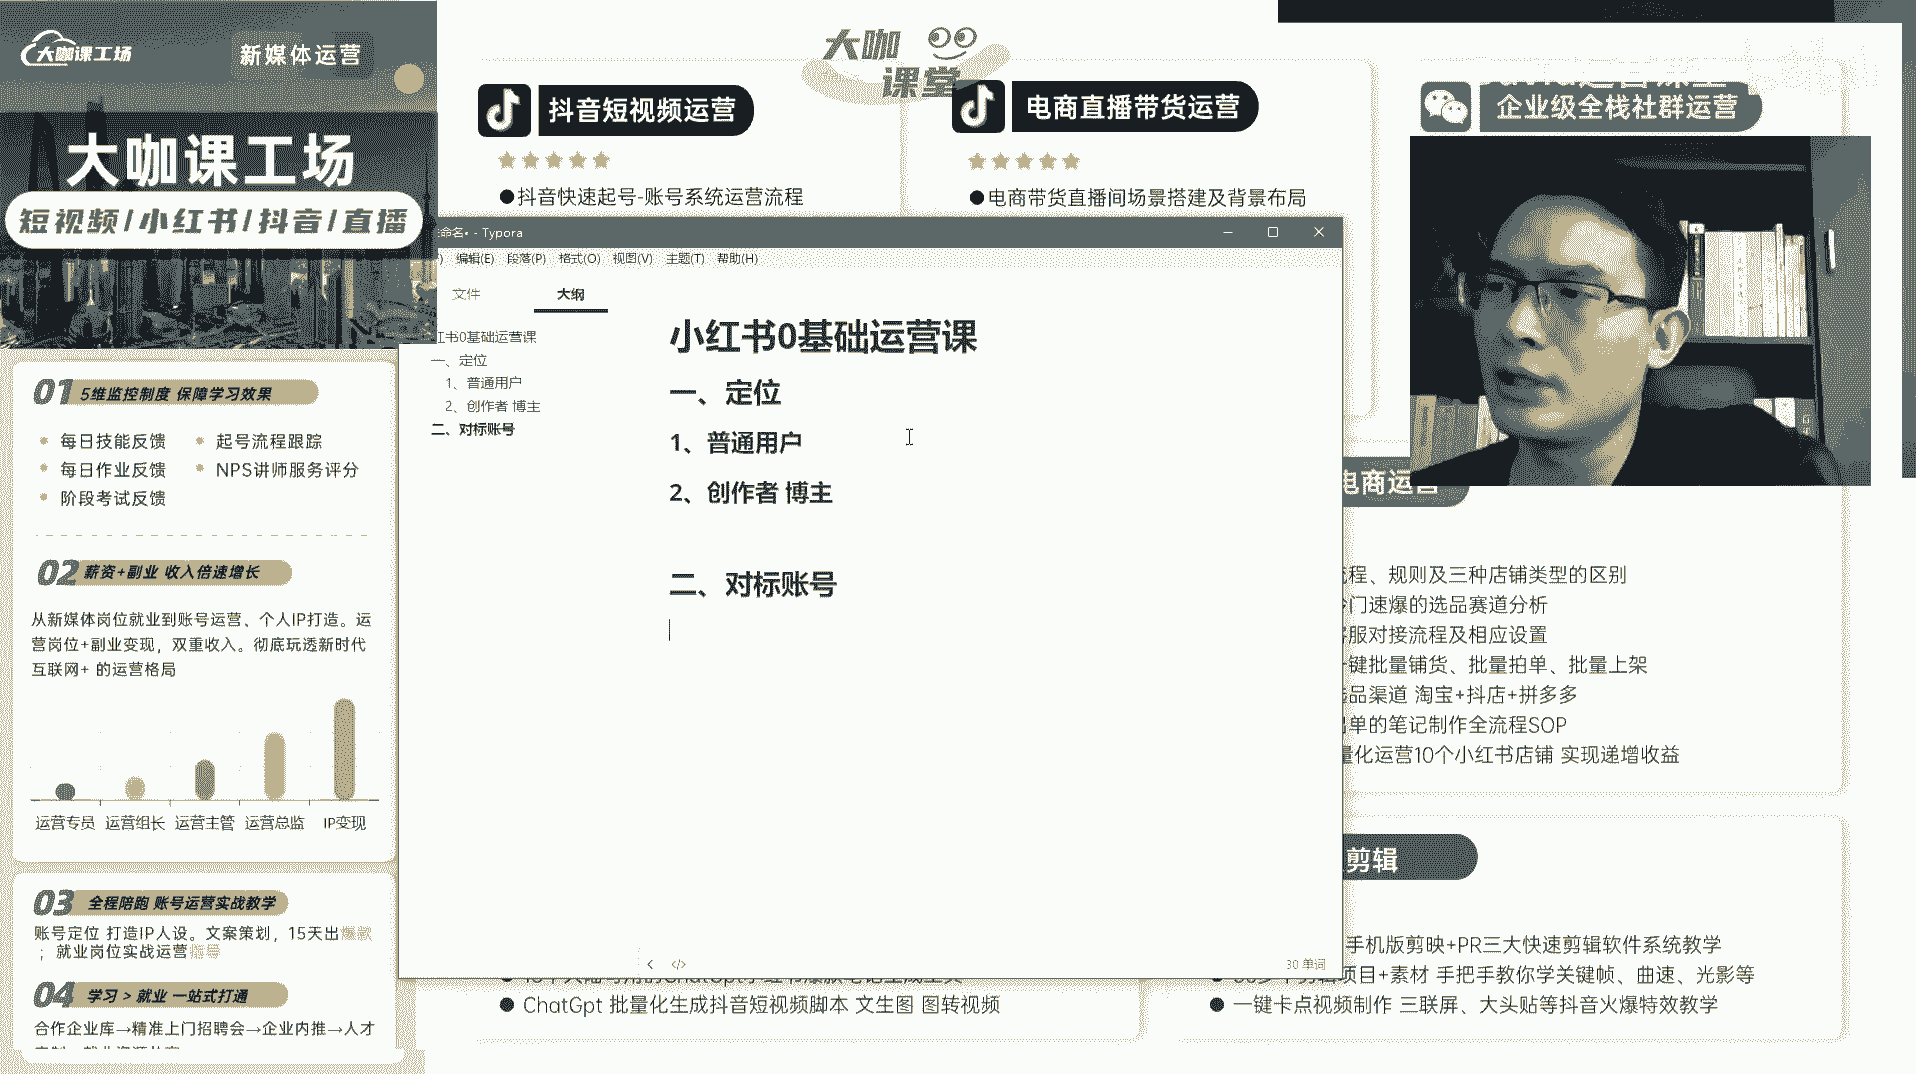 大咖课工场
新媒体运营
大咖课工场
短视频/小红书/抖音/直播
01 5维监控制度 保障学习效果
每日技能反馈
起号流程跟踪
每日作业反馈
NPS讲师服务评分
阶段考试反馈
02 薪资+副业 收入倍速增长
从新媒体岗位就业到账号运营、个人IP打造。运
营岗位+副业变现，双重收入。彻底玩透新时代
互联网+ 的运营格局
运营专员 运营组长 运营主管 运营总监 IP变现
03 全程陪跑 账号运营实战教学
账号定位 打造IP人设。文案策划，15天出爆款
；就业岗位实战运营指导
04 学习 > 就业 一站式打通
合作企业库→精准上门招聘会→企业内推→人才
大咖
课堂
抖音短视频运营
●抖音快速起号-账号系统运营流程
电商直播带货运营
●电商带货直播间场景搭建及背景布局
企业级全栈社群运营
命名• - Typora
编辑(E) 段落(P) 格式(O) 视图(V) 主题(T) 帮助(H)
文件
大纲
红书0基础运营课
一、定位
1、普通用户
2、创作者 博主
二、对标账号
小红书0基础运营课
一、定位
1、普通用户
2、创作者 博主
二、对标账号
30 单词
电商运营
流程、规则及三种店铺类型的区别
冷门速爆的选品赛道分析
客服对接流程及相应设置
一键批量铺货、批量拍单、批量上架
选品渠道 淘宝+抖店+拼多多
出单的笔记制作全流程SOP
量化运营10个小红书店铺 实现递增收益
剪辑
手机版剪映+PR三大快速剪辑软件系统教学
项目+素材 手把手教你学关键帧、曲速、光影等
● 一键卡点视频制作 三联屏、大头贴等抖音火爆特效教学
● ChatGpt 批量化生成抖音短视频脚本 文生图 图转视频